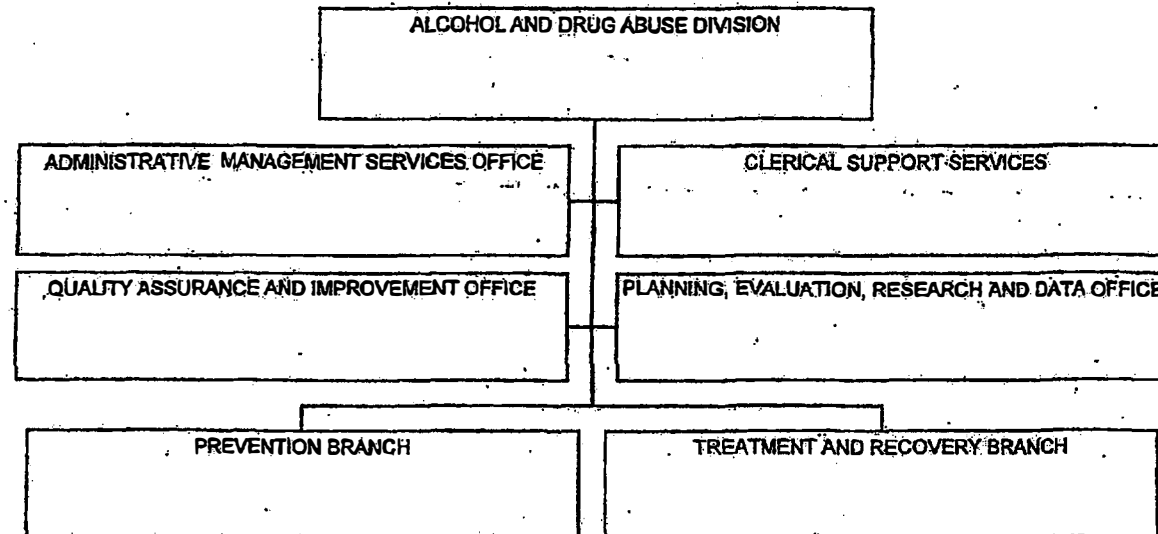 ALCOHOL AND DRUG ABUSE DIVISION
ADMINISTRATIVE MANAGEMENT SERVICES OFFICE
CLERICAL SUPPORT SERVICES
QUALITY ASSURANCE AND IMPROVEMENT OFFICE
PLANNING, EVALUATION, RESEARCH AND DATA OFFICE
PREVENTION BRANCH
TREATMENT AND RECOVERY BRANCH